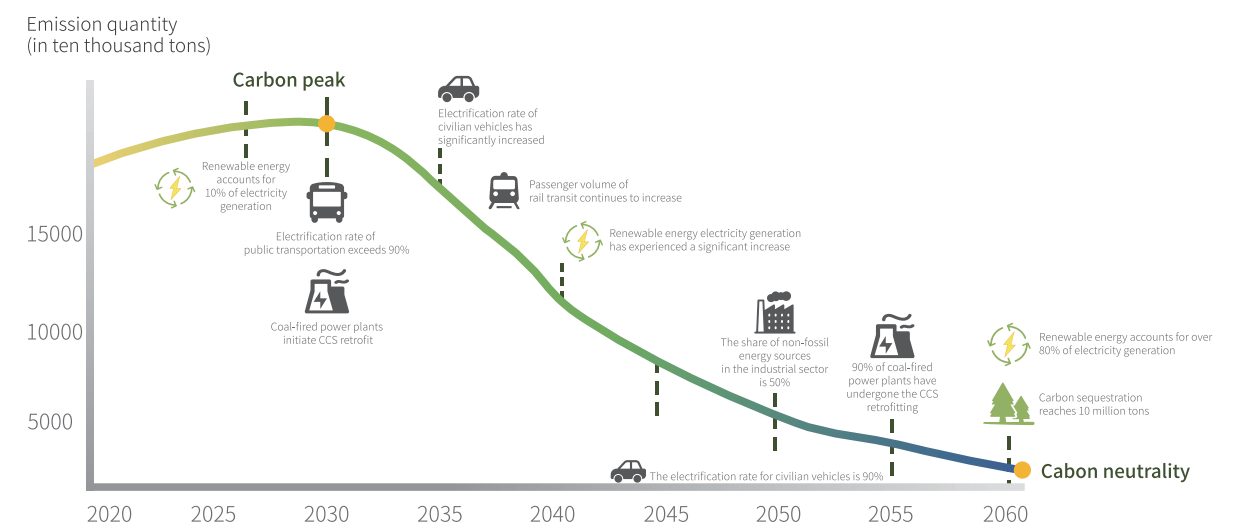 Emission quantity
(in ten thousand tons)
Carbon peak
Electrification rate of
civilian vehicles has
significantly increased
Renewable energy
accounts for
10% of electricity
generation
Passenger volume of
rail transit continues to increase
Electrification rate of
public transportation exceeds 90%
Renewable energy electricity generation
has experienced a significant increase
Coal-fired power plants
initiate CCS retrofit
The share of non-fossil
energy sources
in the industrial sector
is 50%
90% of coal-fired
power plants have
undergone the CCS
retrofitting
Renewable energy accounts for over
80% of electricity generation
Carbon sequestration
reaches 10 million tons
The electrification rate for civilian vehicles is 90%
Cabon neutrality
15000
10000
5000
2020 2025 2030 2035 2040 2045 2050 2055 2060